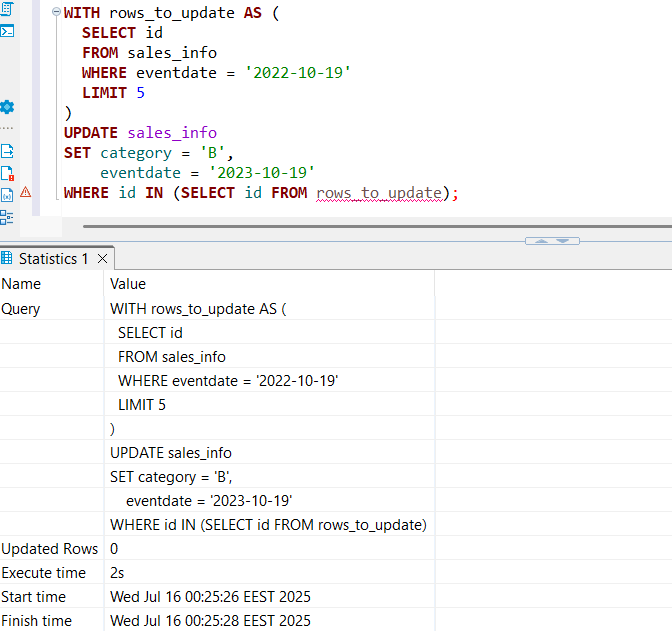 WITH rows_to_update AS (
SELECT id
FROM sales_info
WHERE eventdate = '2022-10-19'
LIMIT 5
)
UPDATE sales_info
SET category = 'B',
eventdate = '2023-10-19'
WHERE id IN (SELECT id FROM rows_to_update);
Statistics 1
Name Value
Query WITH rows_to_update AS (
SELECT id
FROM sales_info
WHERE eventdate = '2022-10-19'
LIMIT 5
)
UPDATE sales_info
SET category = 'B',
eventdate = '2023-10-19'
WHERE id IN (SELECT id FROM rows_to_update)
Updated Rows 0
Execute time 2s
Start time Wed Jul 16 00:25:26 EEST 2025
Finish time Wed Jul 16 00:25:28 EEST 2025